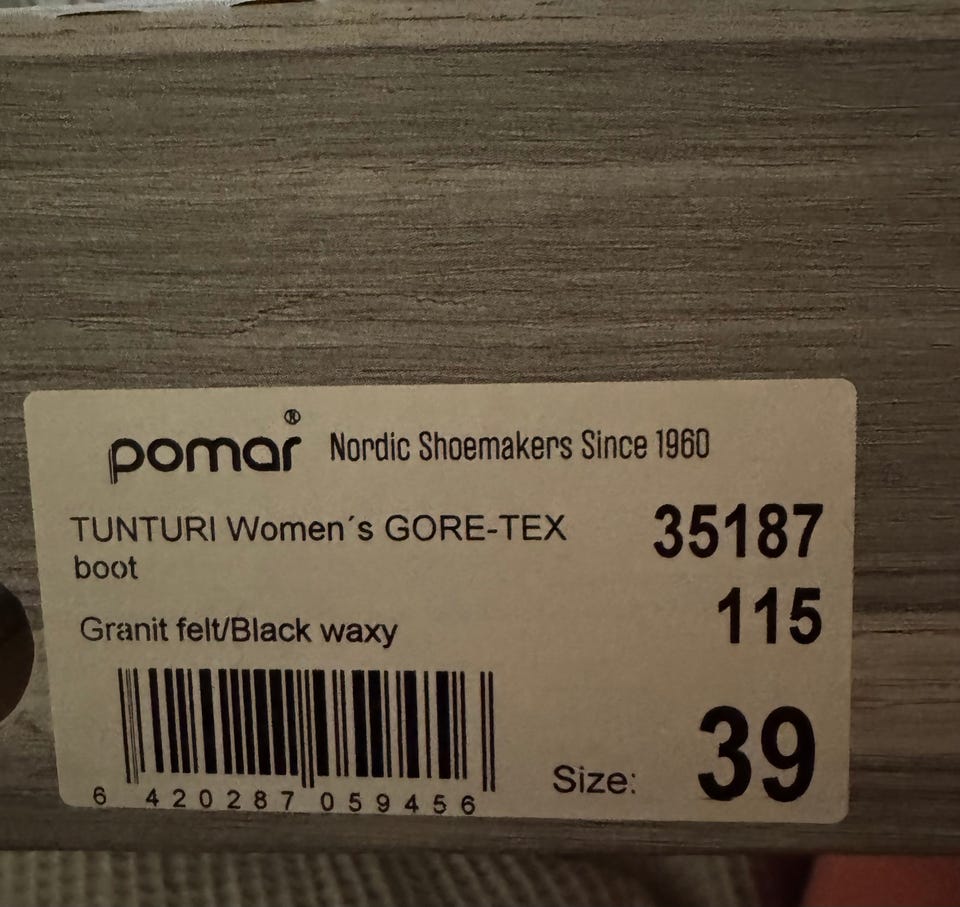 pomar® Nordic Shoemakers Since 1960
TUNTURI Women´s GORE-TEX 35187
boot
115
Granit felt/Black waxy
Size: 39
6 420287 059456